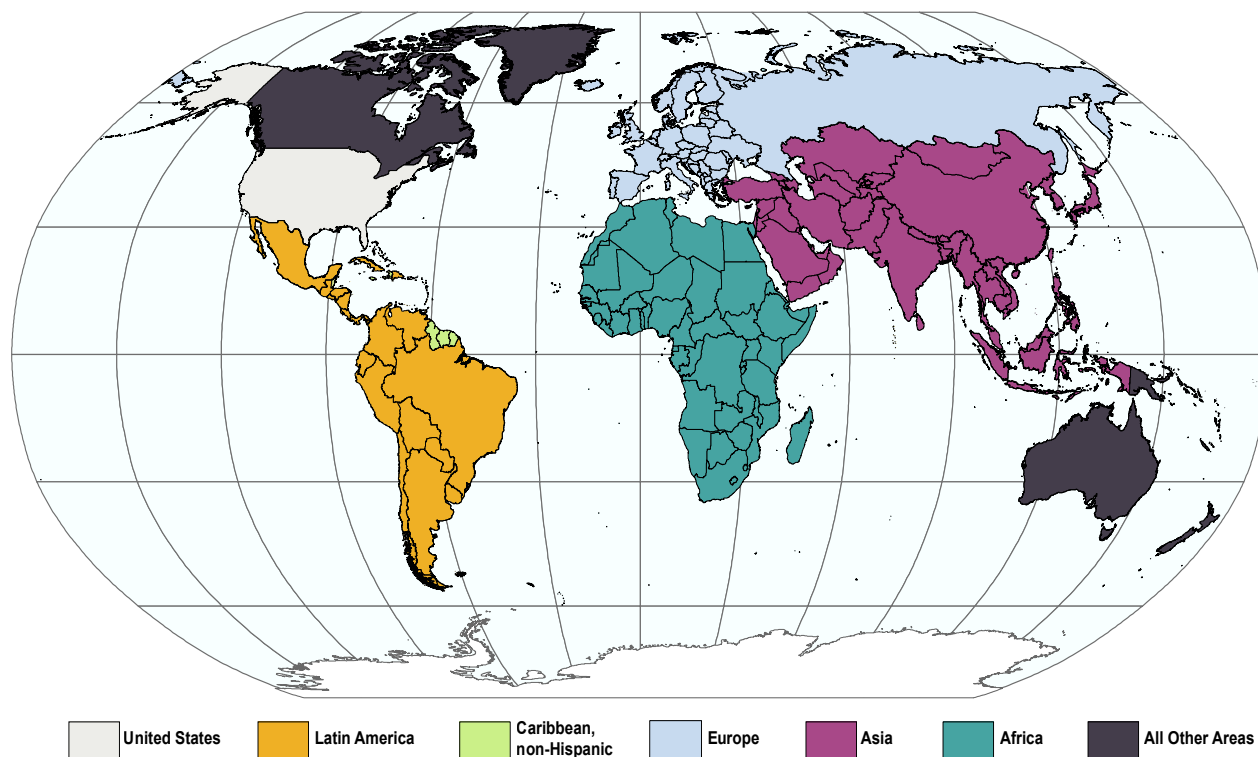 United States
Latin America
Caribbean,
non-Hispanic
Europe
Asia
Africa
All Other Areas